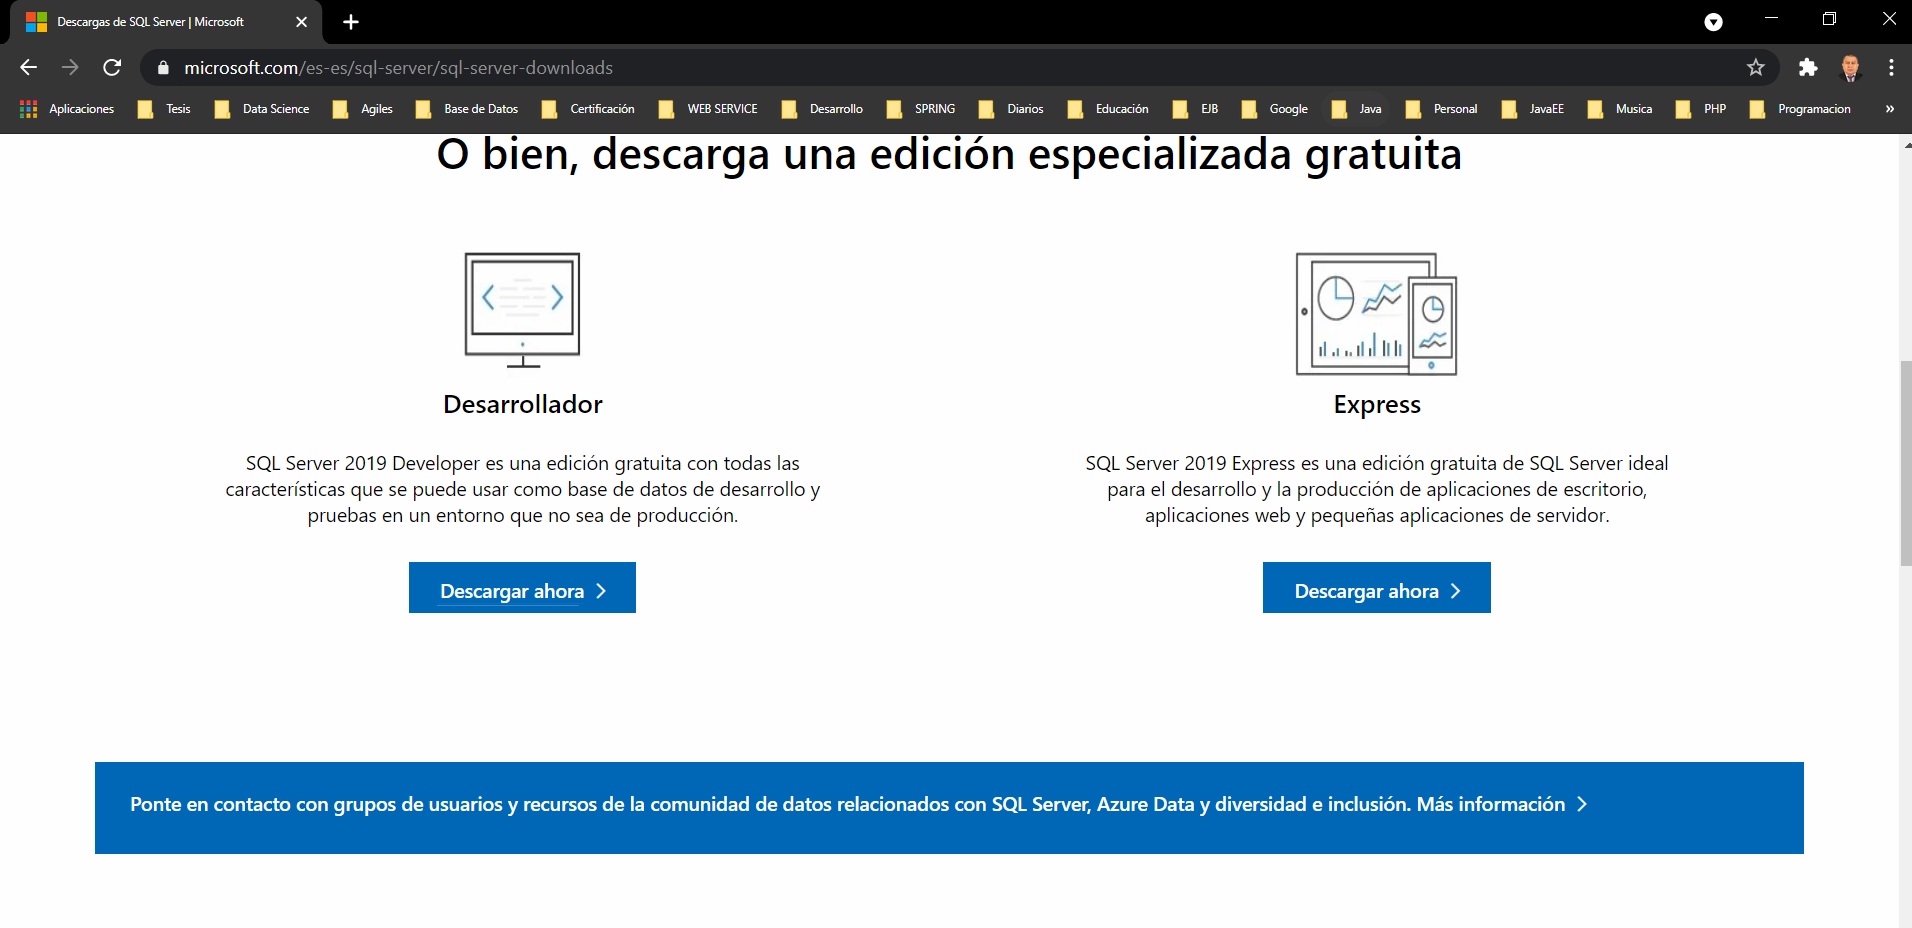 Descargas de SQL Server | Microsoft
microsoft.com/es-es/sql-server/sql-server-downloads
Aplicaciones Tesis Data Science Agiles Base de Datos Certificación WEB SERVICE Desarrollo SPRING Diarios Educación EJB Google Java Personal JavaEE Musica PHP Programacion »
O bien, descarga una edición especializada gratuita
Desarrollador
SQL Server 2019 Developer es una edición gratuita con todas las
características que se puede usar como base de datos de desarrollo y
pruebas en un entorno que no sea de producción.
Descargar ahora
Express
SQL Server 2019 Express es una edición gratuita de SQL Server ideal
para el desarrollo y la producción de aplicaciones de escritorio,
aplicaciones web y pequeñas aplicaciones de servidor.
Descargar ahora
Ponte en contacto con grupos de usuarios y recursos de la comunidad de datos relacionados con SQL Server, Azure Data y diversidad e inclusión. Más información